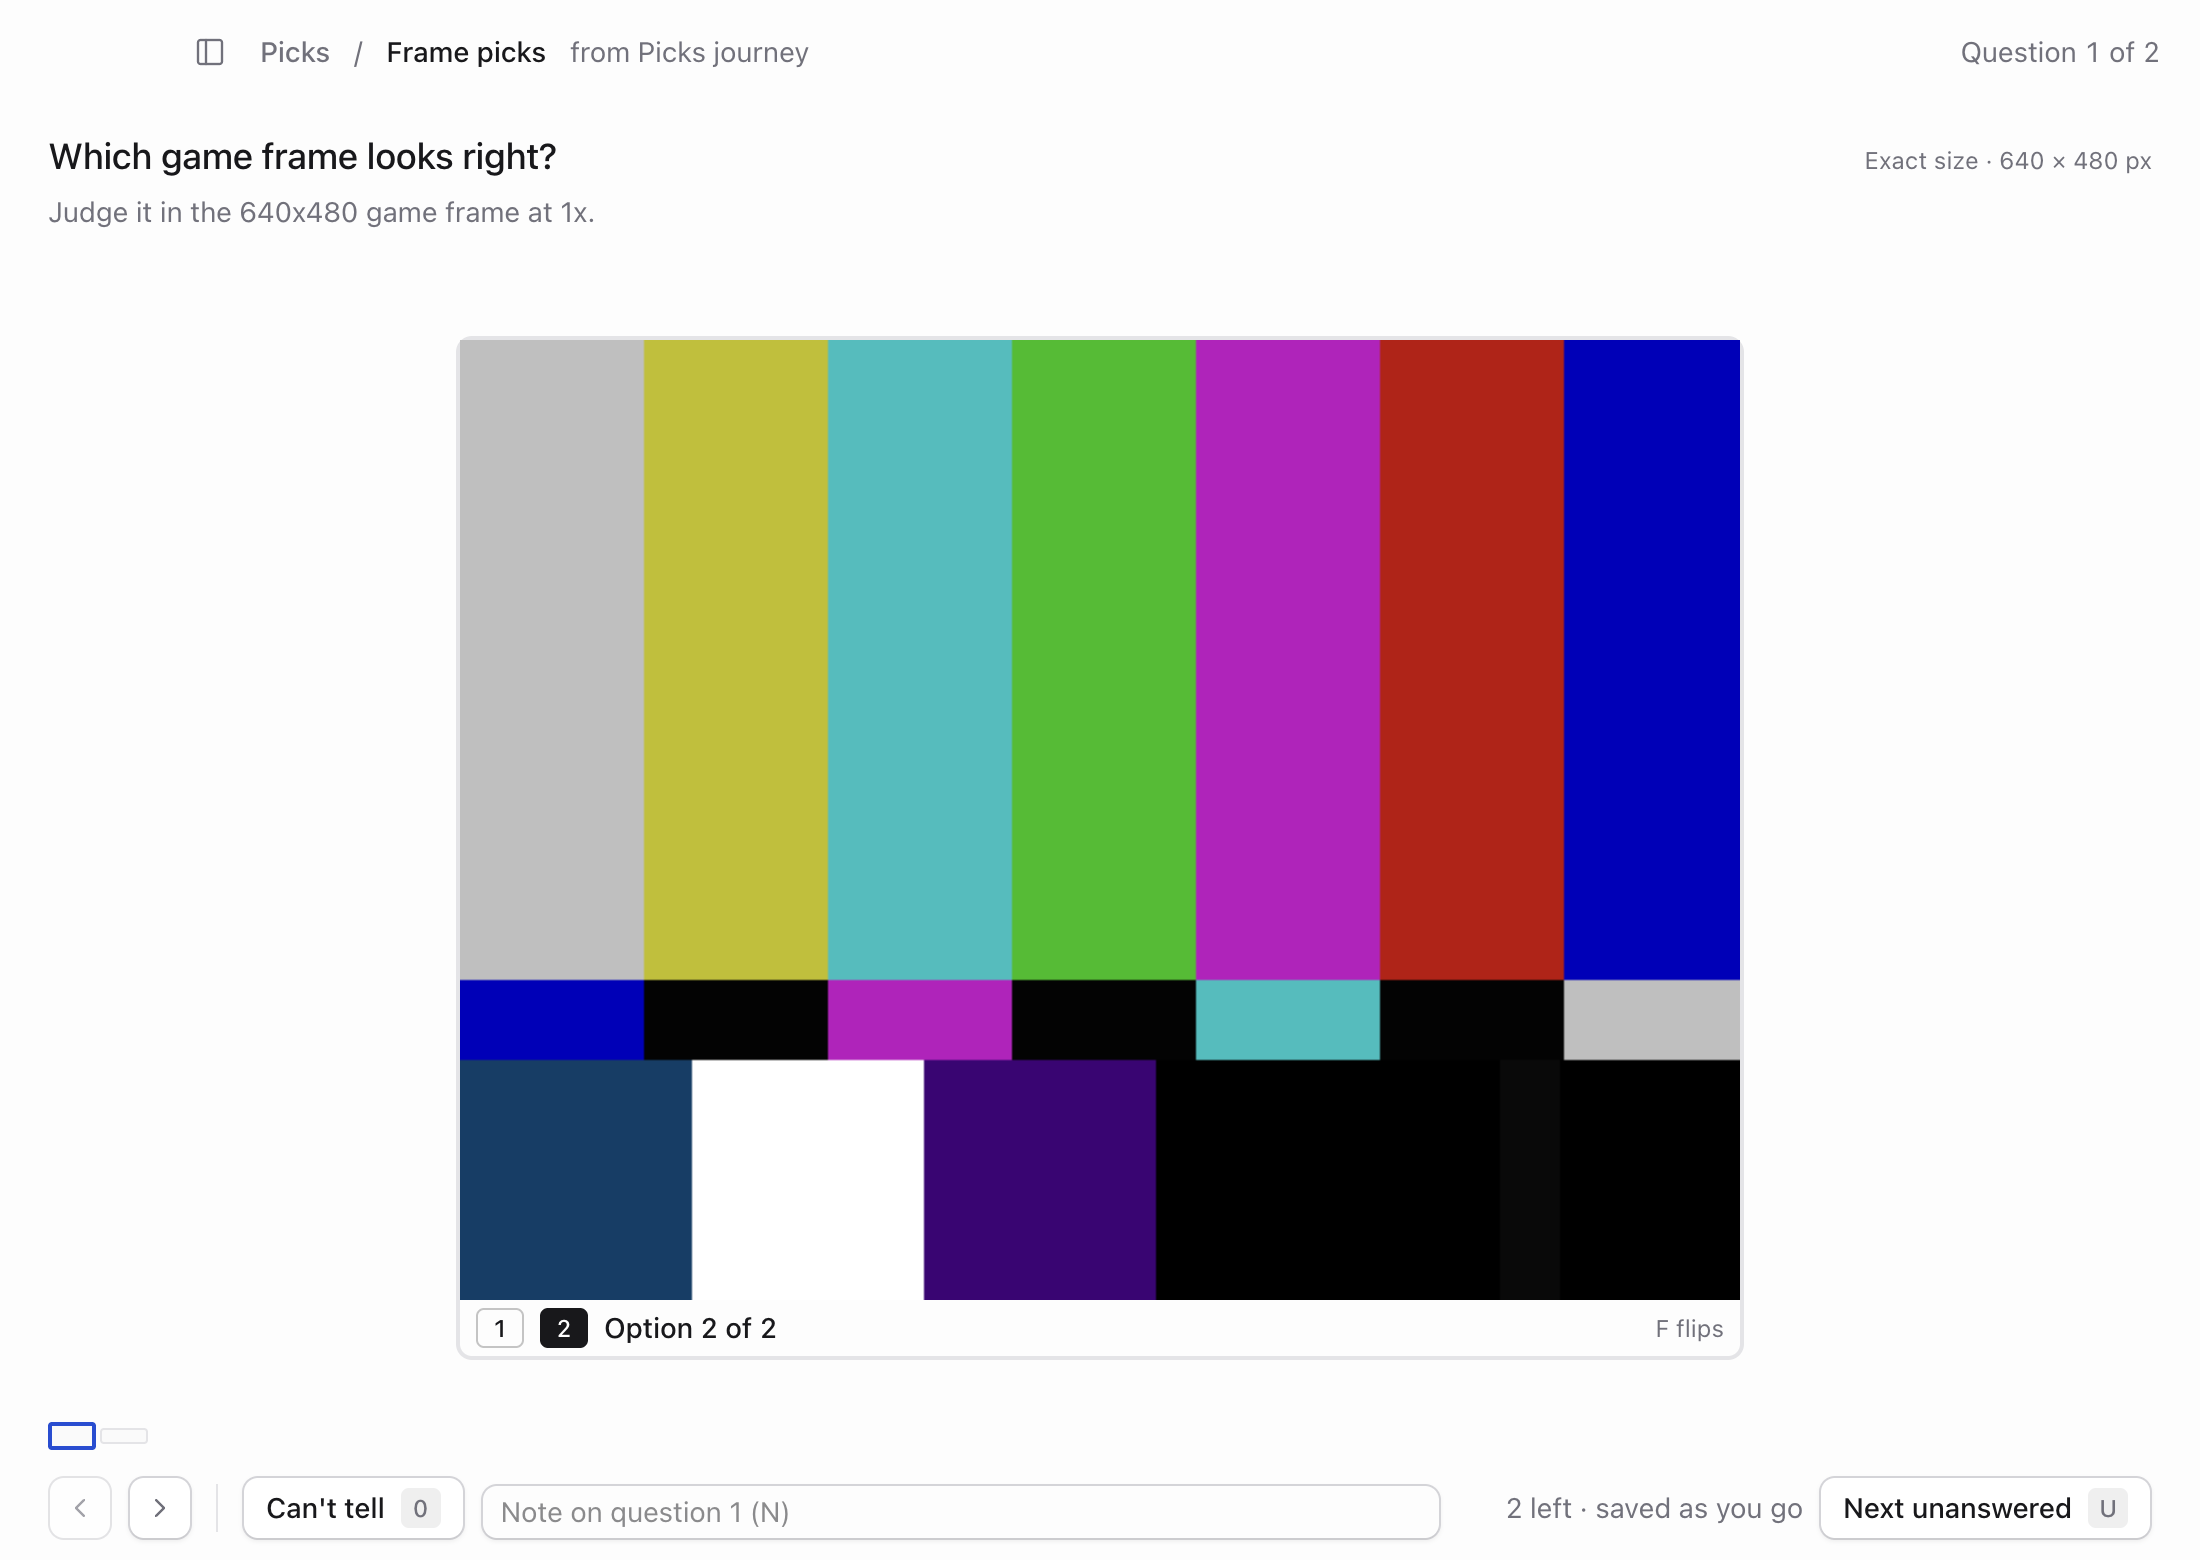 Picks / Frame picks from Picks journey
Question 1 of 2
Which game frame looks right?
Exact size · 640 × 480 px
Judge it in the 640x480 game frame at 1x.
1 2 Option 2 of 2
F flips
Can't tell 0
Note on question 1 (N)
2 left · saved as you go
Next unanswered U